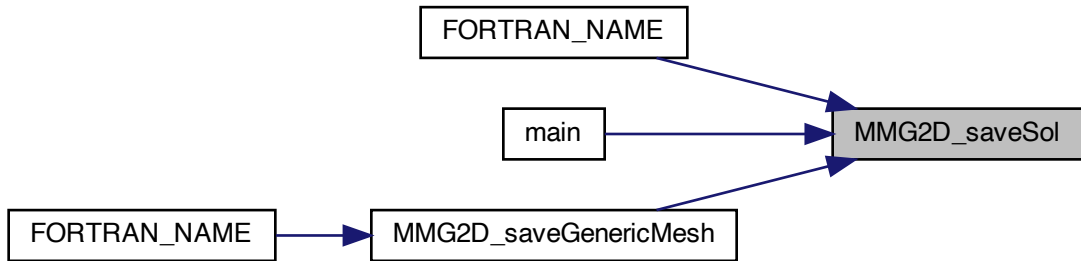 FORTRAN_NAME
main
MMG2D_saveSol
FORTRAN_NAME
MMG2D_saveGenericMesh